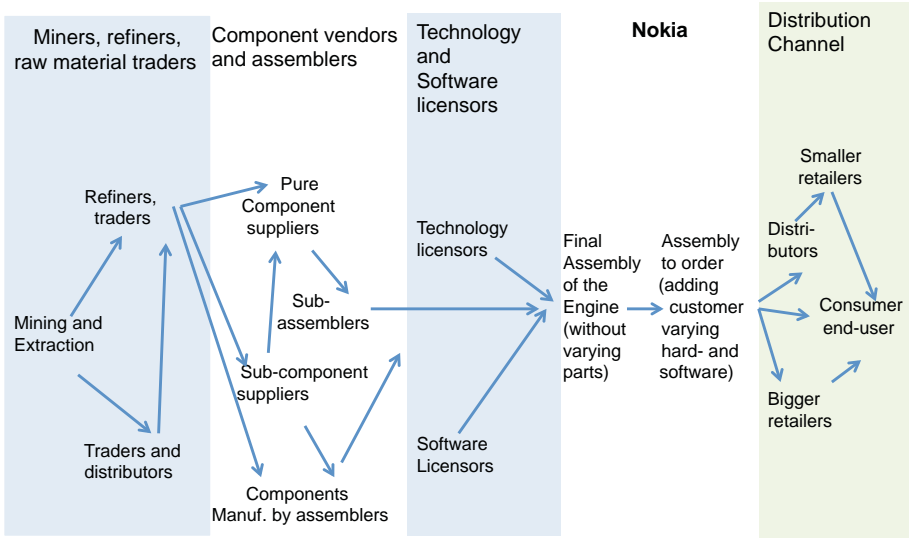 Miners, refiners,
raw material traders
Component vendors
and assemblers
Technology
and
Software
licensors
Nokia
Distribution
Channel
Refiners,
traders
Mining and
Extraction
Traders and
distributors
Pure
Component
suppliers
Sub-
assemblers
Sub-component
suppliers
Components
Manuf. by assemblers
Technology
licensors
Software
Licensors
Final
Assembly
of the
Engine
(without
varying
parts)
Assembly
to order
(adding
customer
varying
hard- and
software)
Smaller
retailers
Distri-
butors
Consumer
end-user
Bigger
retailers